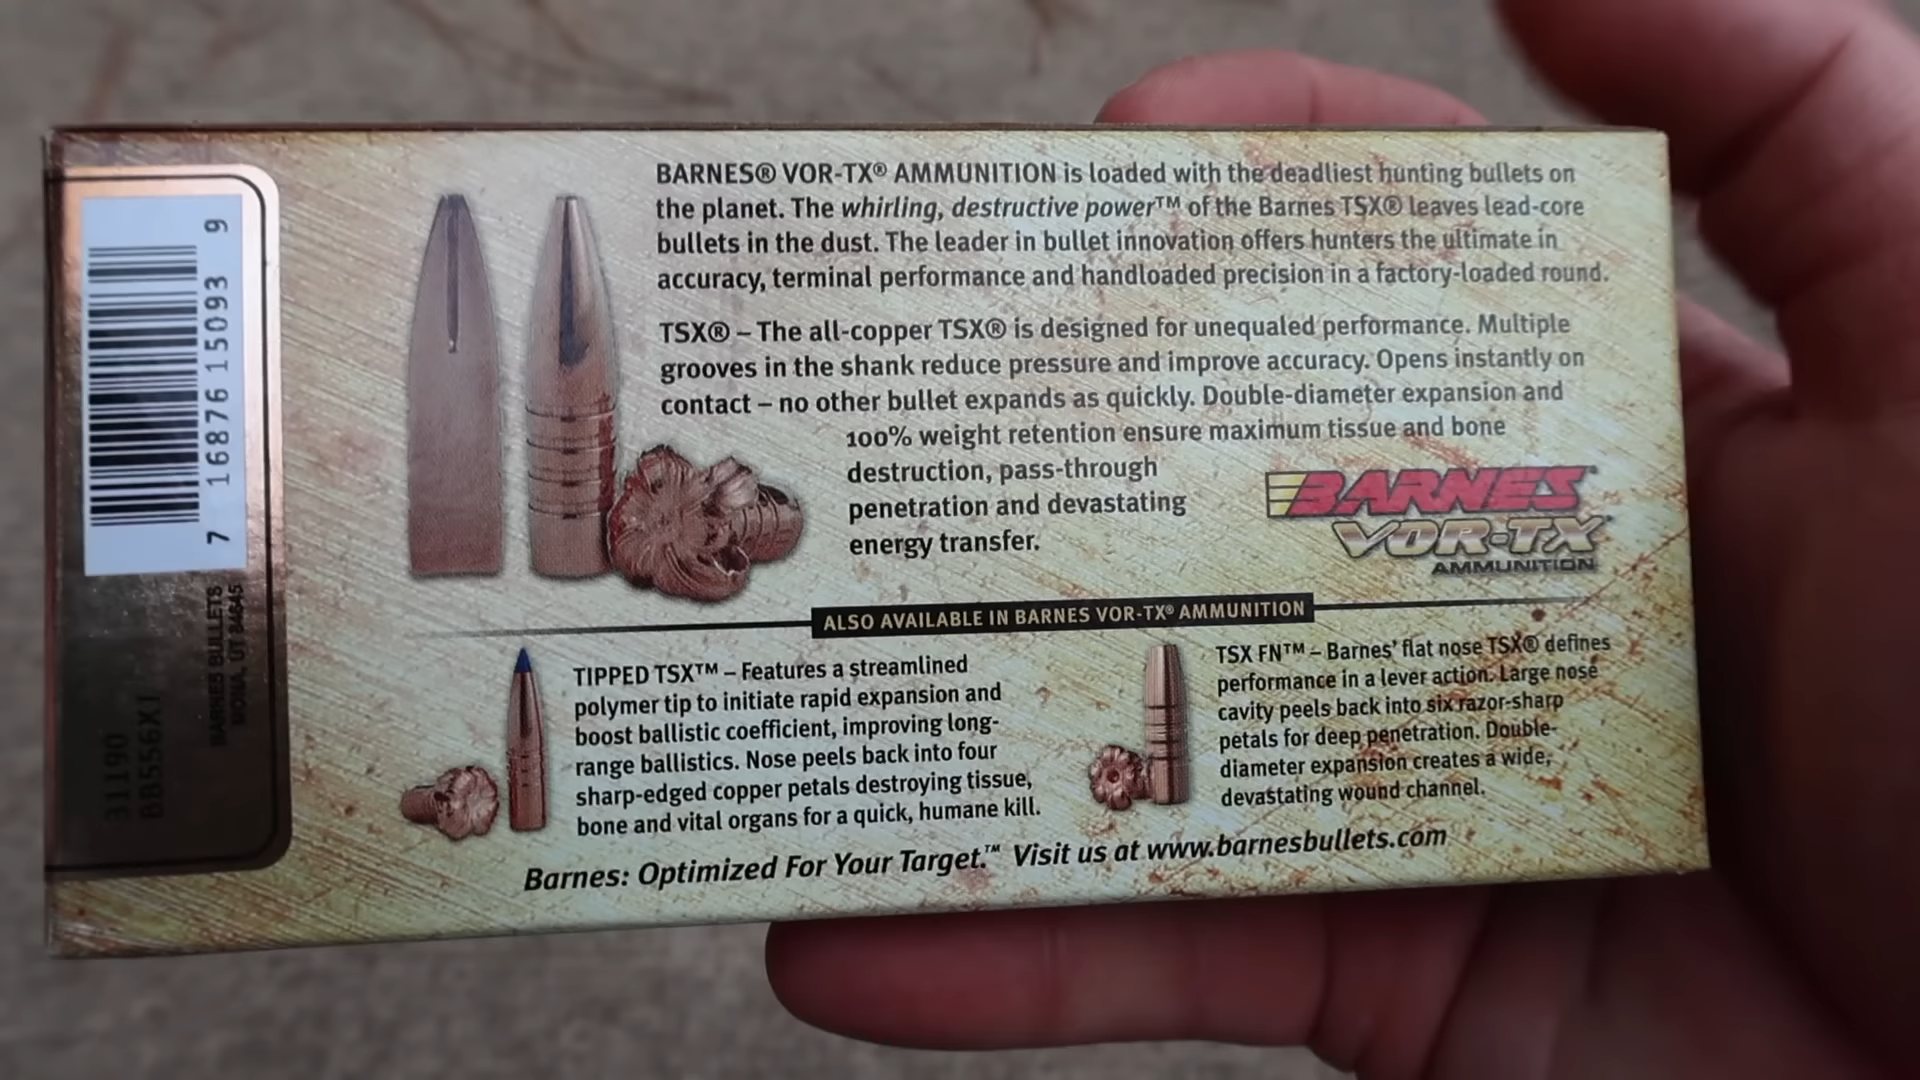 BARNES® VOR-TX® AMMUNITION is loaded with the deadliest hunting bullets on
the planet. The whirling, destructive power™ of the Barnes TSX® leaves lead-core
bullets in the dust. The leader in bullet innovation offers hunters the ultimate in
accuracy, terminal performance and handloaded precision in a factory-loaded round.
TSX® – The all-copper TSX® is designed for unequaled performance. Multiple
grooves in the shank reduce pressure and improve accuracy. Opens instantly on
contact – no other bullet expands as quickly. Double-diameter expansion and
100% weight retention ensure maximum tissue and bone
destruction, pass-through
penetration and devastating
energy transfer.
BARNES
VOR-TX
AMMUNITION
ALSO AVAILABLE IN BARNES VOR-TX® AMMUNITION
TIPPED TSX™ – Features a streamlined
polymer tip to initiate rapid expansion and
boost ballistic coefficient, improving long-
range ballistics. Nose peels back into four
sharp-edged copper petals destroying tissue,
bone and vital organs for a quick, humane kill.
TSX FN™ – Barnes' flat nose TSX® defines
performance in a lever action. Large nose
cavity peels back into six razor-sharp
petals for deep penetration. Double-
diameter expansion creates a wide,
devastating wound channel.
Barnes: Optimized For Your Target.™ Visit us at www.barnesbullets.com
7 16876 15093 9
BARNES BULLETS
MONA, UT 84645
31190
BB556X1